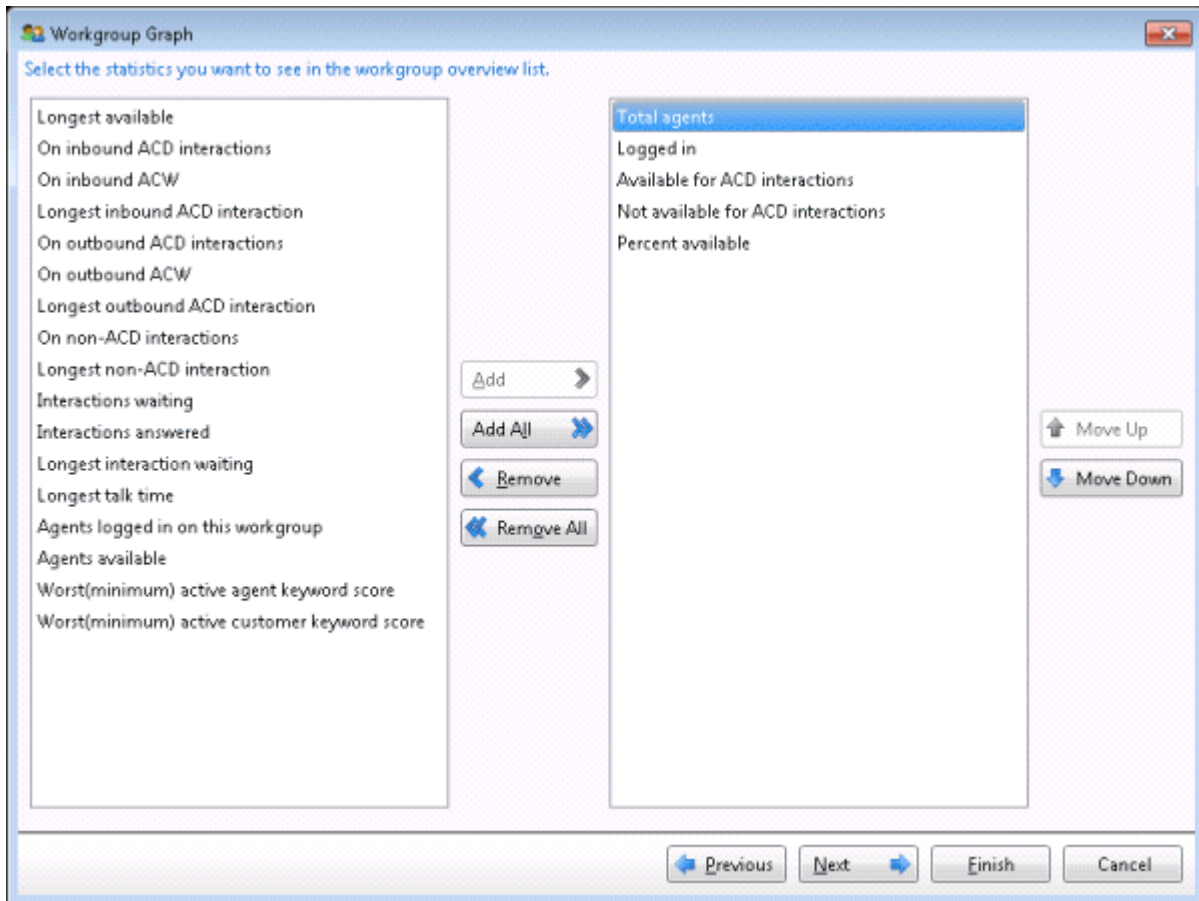 Workgroup Graph
Select the statistics you want to see in the workgroup overview list.
Longest available
On inbound ACD interactions
On inbound ACW
Longest inbound ACD interaction
On outbound ACD interactions
On outbound ACW
Longest outbound ACD interaction
On non-ACD interactions
Longest non-ACD interaction
Interactions waiting
Interactions answered
Longest interaction waiting
Longest talk time
Agents logged in on this workgroup
Agents available
Worst(minimum) active agent keyword score
Worst(minimum) active customer keyword score
Add
Add All
Remove
Remove All
Total agents
Logged in
Available for ACD interactions
Not available for ACD interactions
Percent available
Move Up
Move Down
Previous
Next
Finish
Cancel